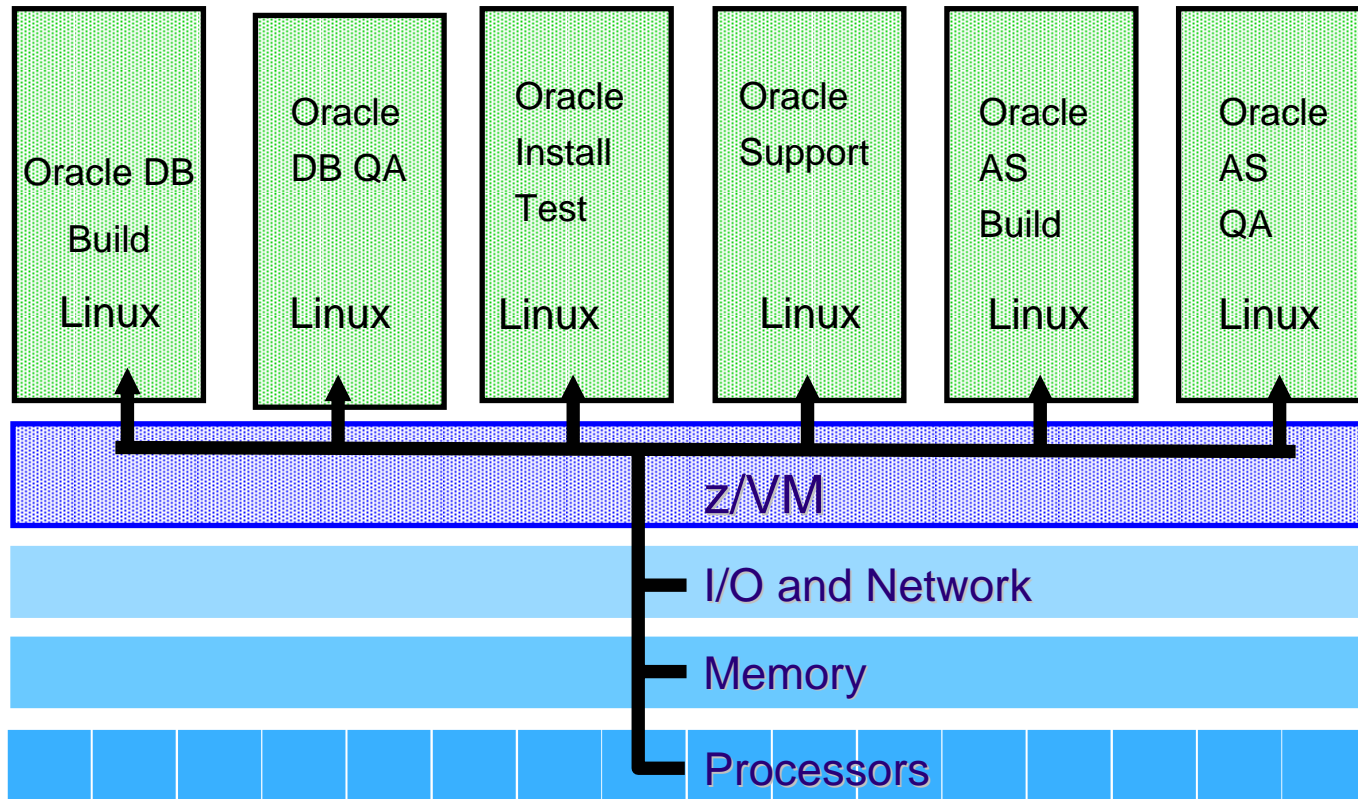 Oracle DB
Build
Linux
Oracle
DB QA
Linux
Oracle
Install
Test
Linux
Oracle
Support
Linux
Oracle
AS
Build
Linux
Oracle
AS
QA
Linux
z/VM
I/O and Network
Memory
Processors